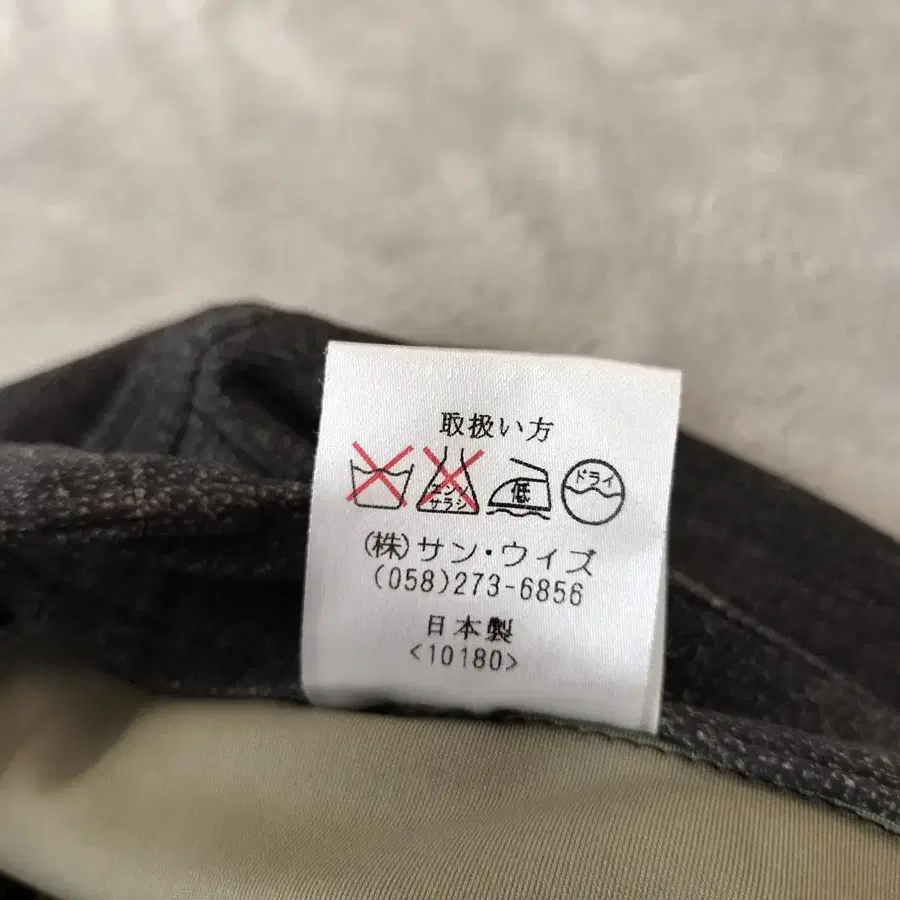 取扱い方
エンソ
サラシ
低
ドライ
(株)サン・ウイズ
(058)273-6856
日本製
<10180>